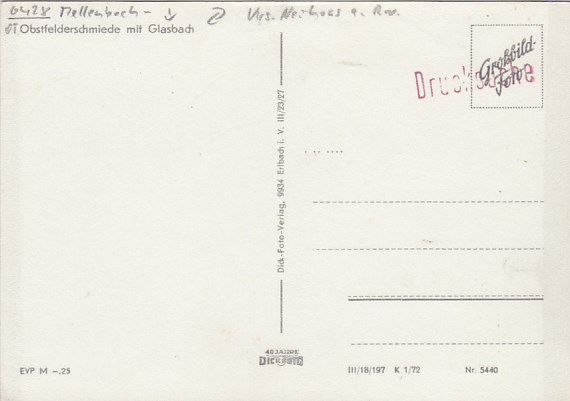 6428 Mellenbach -
OT Obstfelderschmiede mit Glasbach
Krs. Neuhaus a. Rw.
Drucksache
Großbild-
Foto
Dick-Foto-Verlag, 9934 Erlbach i. V. III/23/27
40 JAHRE
DICK FOTO
EVP M -.25
III/18/197 K 1/72 Nr. 5440